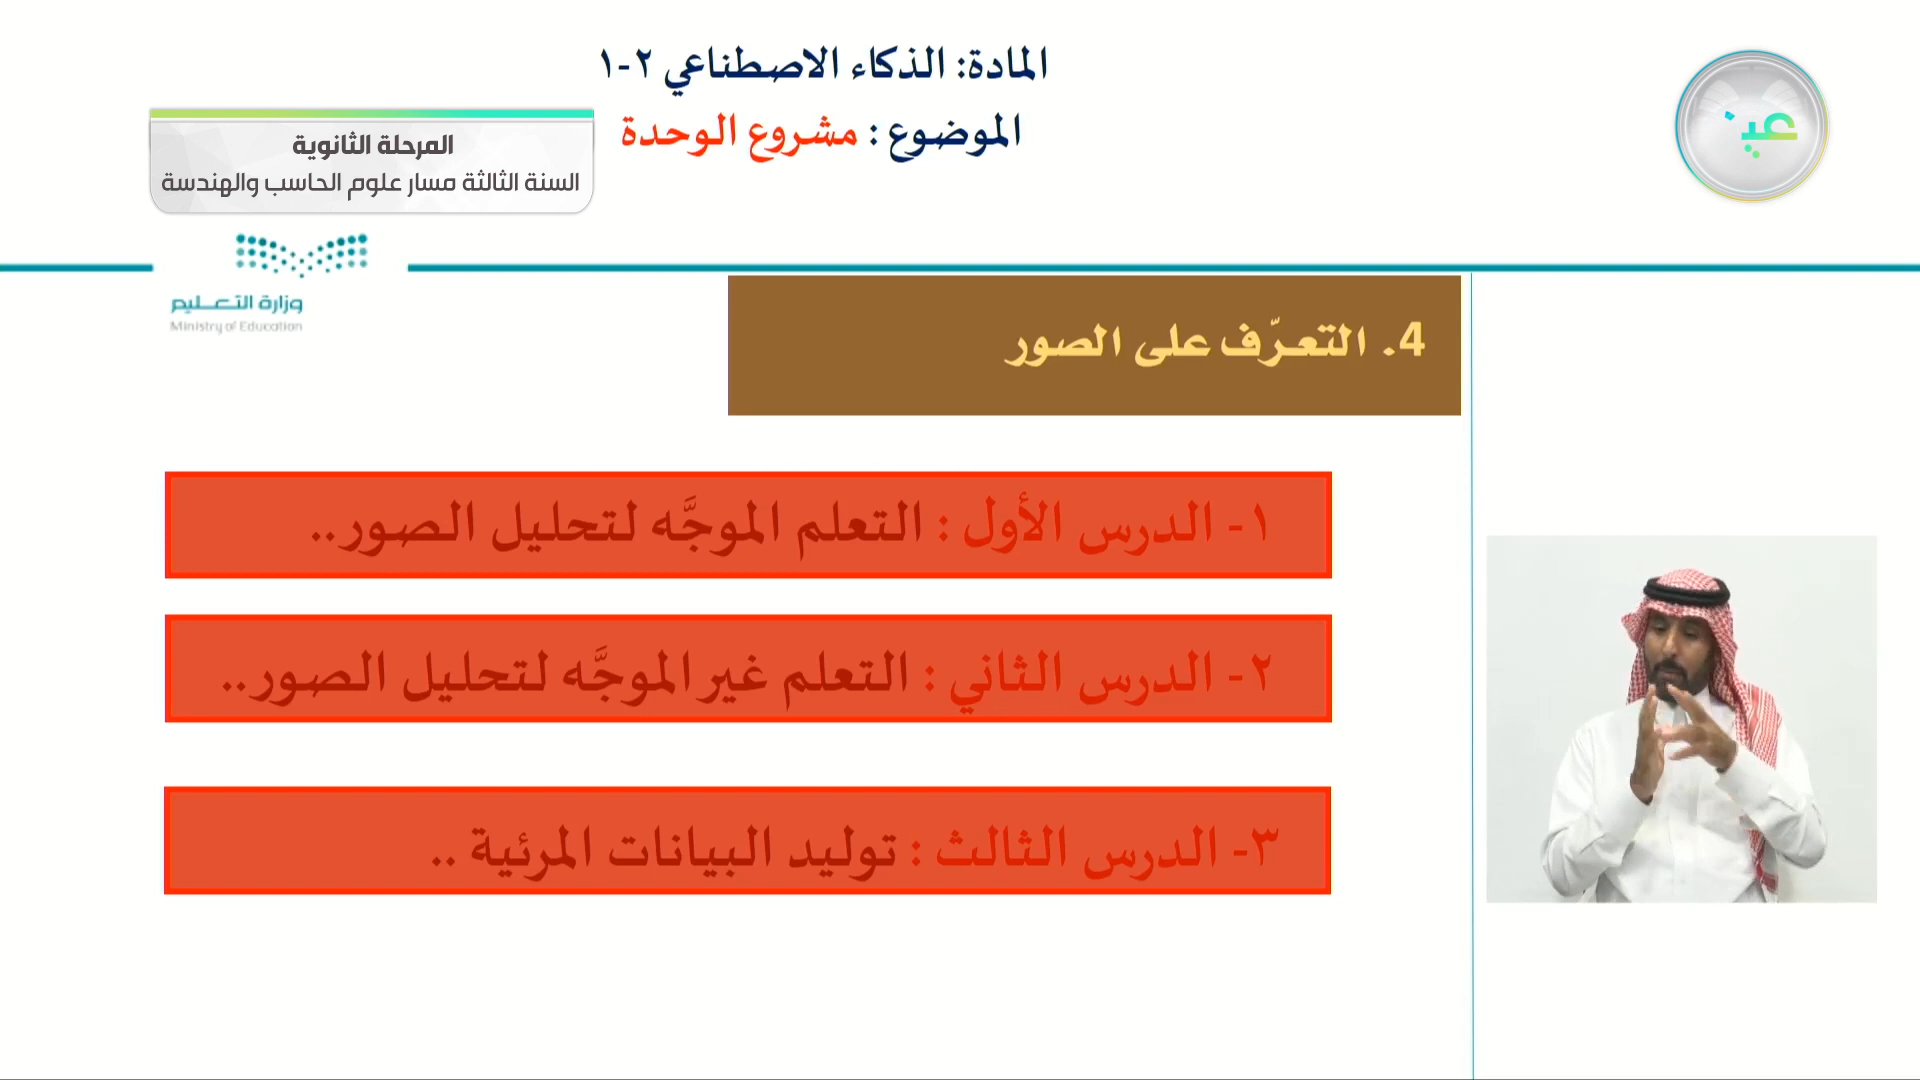 المادة: الذكاء الاصطناعي ٢-١
الموضوع : مشروع الوحدة
عين
المرحلة الثانوية
السنة الثالثة مسار علوم الحاسب والهندسة
وزارة التعليم
Ministry of Education
4. التعرّف على الصور
١- الدرس الأول : التعلم الموجَّه لتحليل الصور..
٢- الدرس الثاني : التعلم غير الموجَّه لتحليل الصور..
٣- الدرس الثالث : توليد البيانات المرئية ..